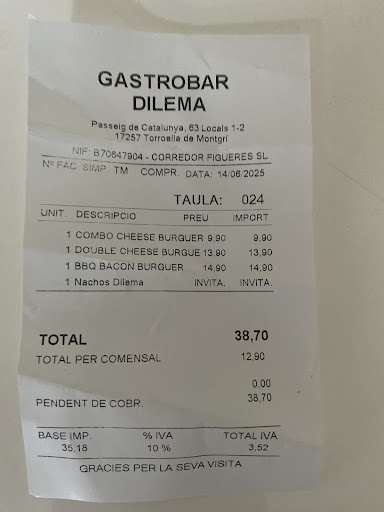 GASTROBAR
DILEMA
Passeig de Catalunya, 63 Locals 1-2
17257 Torroella de Montgrí
NIF: B70647904 - CORREDOR FIGUERES SL
Nº FAC SIMP TM COMPR. DATA: 14/06/2025
TAULA: 024
UNIT. DESCRIPCIO PREU IMPORT
1 COMBO CHEESE BURGUER 9,90 9,90
1 DOUBLE CHEESE BURGUE 13,90 13,90
1 BBQ BACON BURGUER 14,90 14,90
1 Nachos Dilema INVITA. INVITA.
TOTAL 38,70
TOTAL PER COMENSAL 12,90
0,00
PENDENT DE COBR. 38,70
BASE IMP. % IVA TOTAL IVA
35,18 10 % 3,52
GRACIES PER LA SEVA VISITA